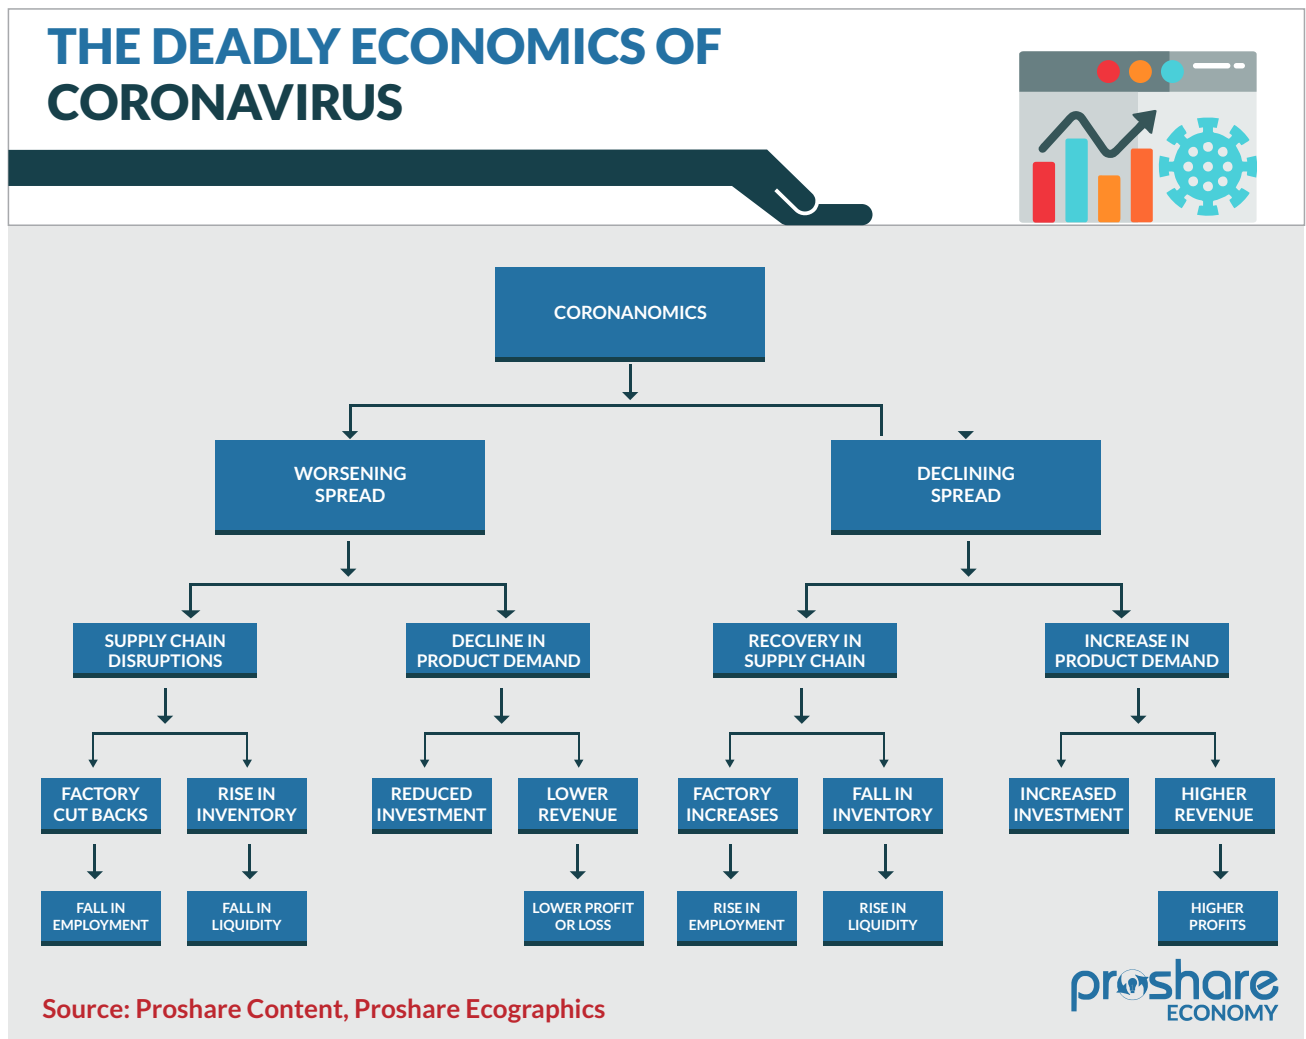 THE DEADLY ECONOMICS OF
CORONAVIRUS
CORONANOMICS
WORSENING
SPREAD
DECLINING
SPREAD
SUPPLY CHAIN
DISRUPTIONS
DECLINE IN
PRODUCT DEMAND
RECOVERY IN
SUPPLY CHAIN
INCREASE IN
PRODUCT DEMAND
FACTORY
CUT BACKS
RISE IN
INVENTORY
REDUCED
INVESTMENT
LOWER
REVENUE
FACTORY
INCREASES
FALL IN
INVENTORY
INCREASED
INVESTMENT
HIGHER
REVENUE
FALL IN
EMPLOYMENT
FALL IN
LIQUIDITY
LOWER PROFIT
OR LOSS
RISE IN
EMPLOYMENT
RISE IN
LIQUIDITY
HIGHER
PROFITS
Source: Proshare Content, Proshare Ecographics
proshare
ECONOMY